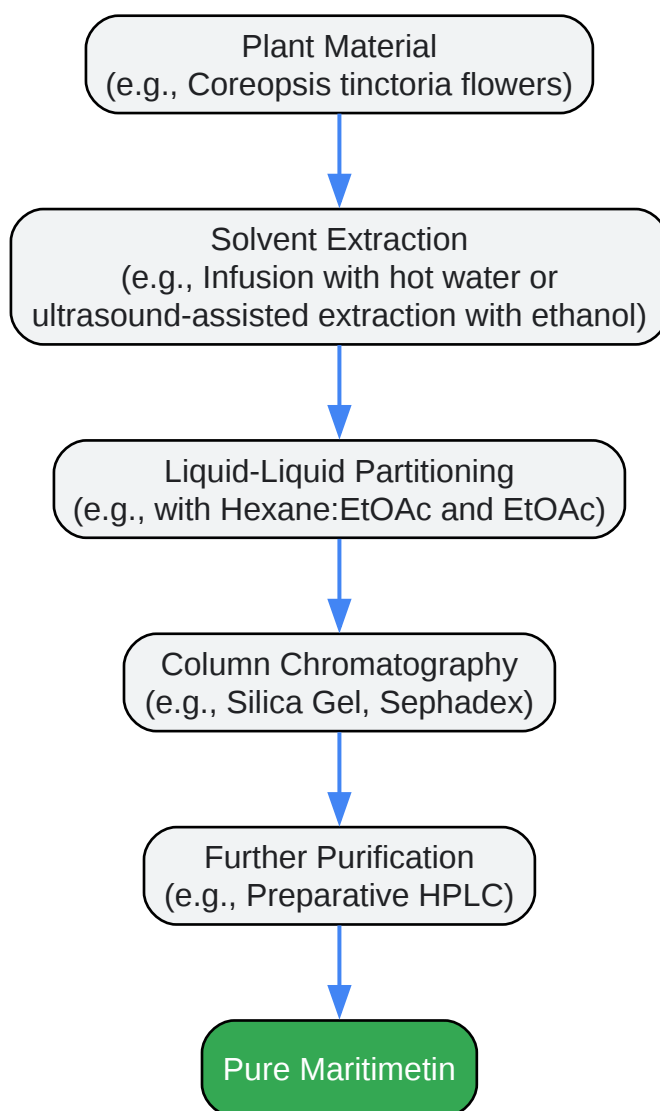 Plant Material
(e.g., Coreopsis tinctoria flowers)
Solvent Extraction
(e.g., Infusion with hot water or
ultrasound-assisted extraction with ethanol)
Liquid-Liquid Partitioning
(e.g., with Hexane:EtOAc and EtOAc)
Column Chromatography
(e.g., Silica Gel, Sephadex)
Further Purification
(e.g., Preparative HPLC)
Pure Maritimetin